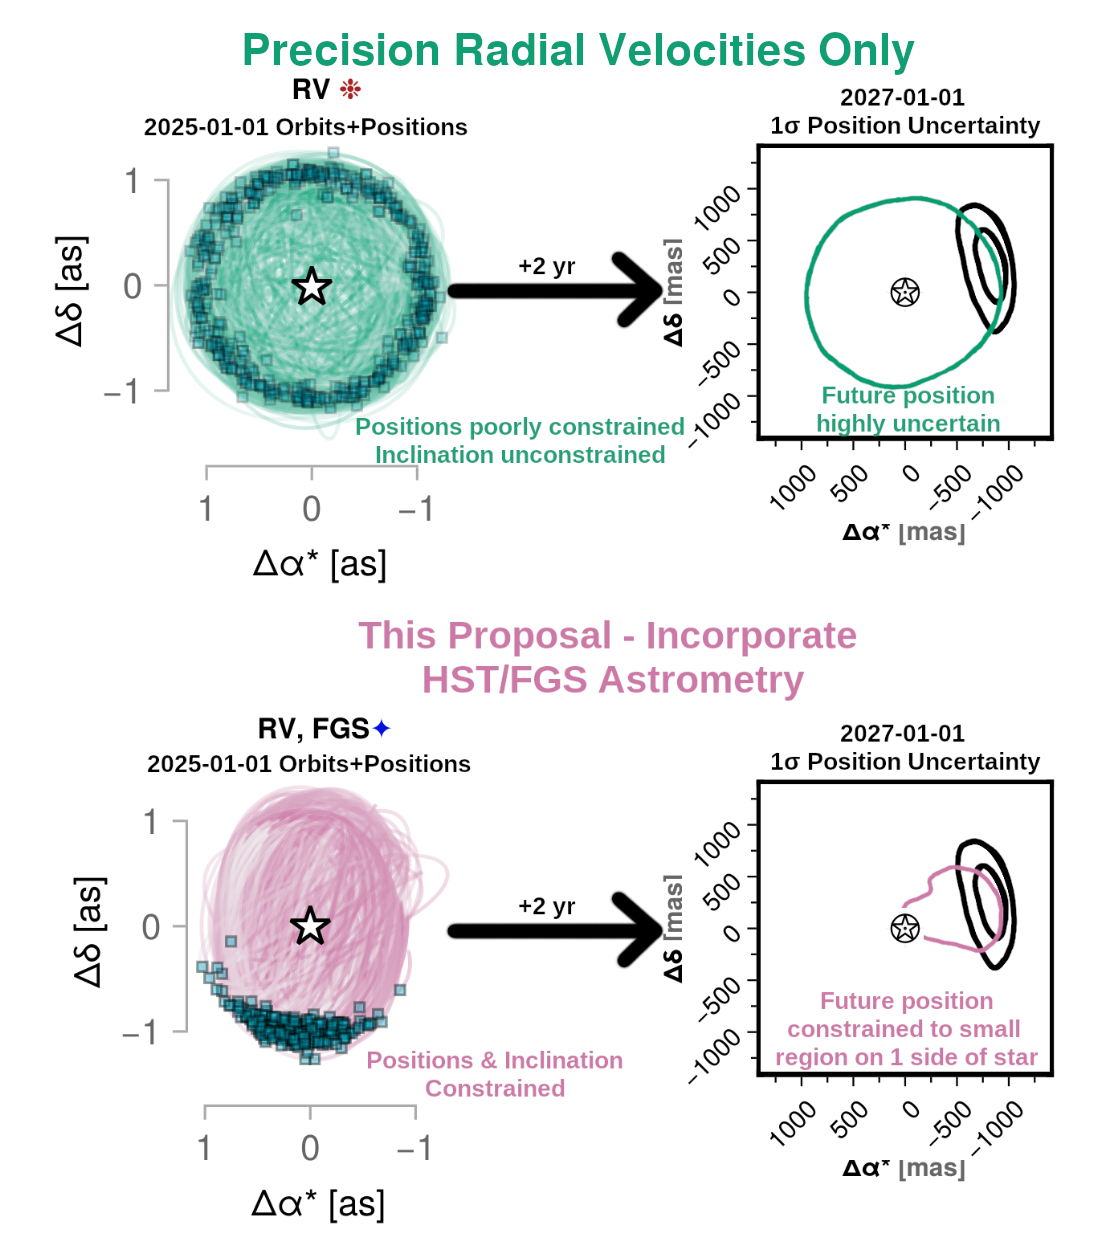 Precision Radial Velocities Only
RV
2025-01-01 Orbits+Positions
2027-01-01
1σ Position Uncertainty
1
0
−1
Δδ [as]
+2 yr
Δδ [mas]
1000
500
0
−500
−1000
Future position
highly uncertain
Positions poorly constrained
Inclination unconstrained
1
0
−1
Δα* [as]
1000
500
0
−500
−1000
Δα* [mas]
This Proposal - Incorporate
HST/FGS Astrometry
RV, FGS
2025-01-01 Orbits+Positions
2027-01-01
1σ Position Uncertainty
1
0
−1
Δδ [as]
+2 yr
Δδ [mas]
1000
500
0
−500
−1000
Future position
constrained to small
region on 1 side of star
Positions & Inclination
Constrained
1
0
−1
Δα* [as]
1000
500
0
−500
−1000
Δα* [mas]